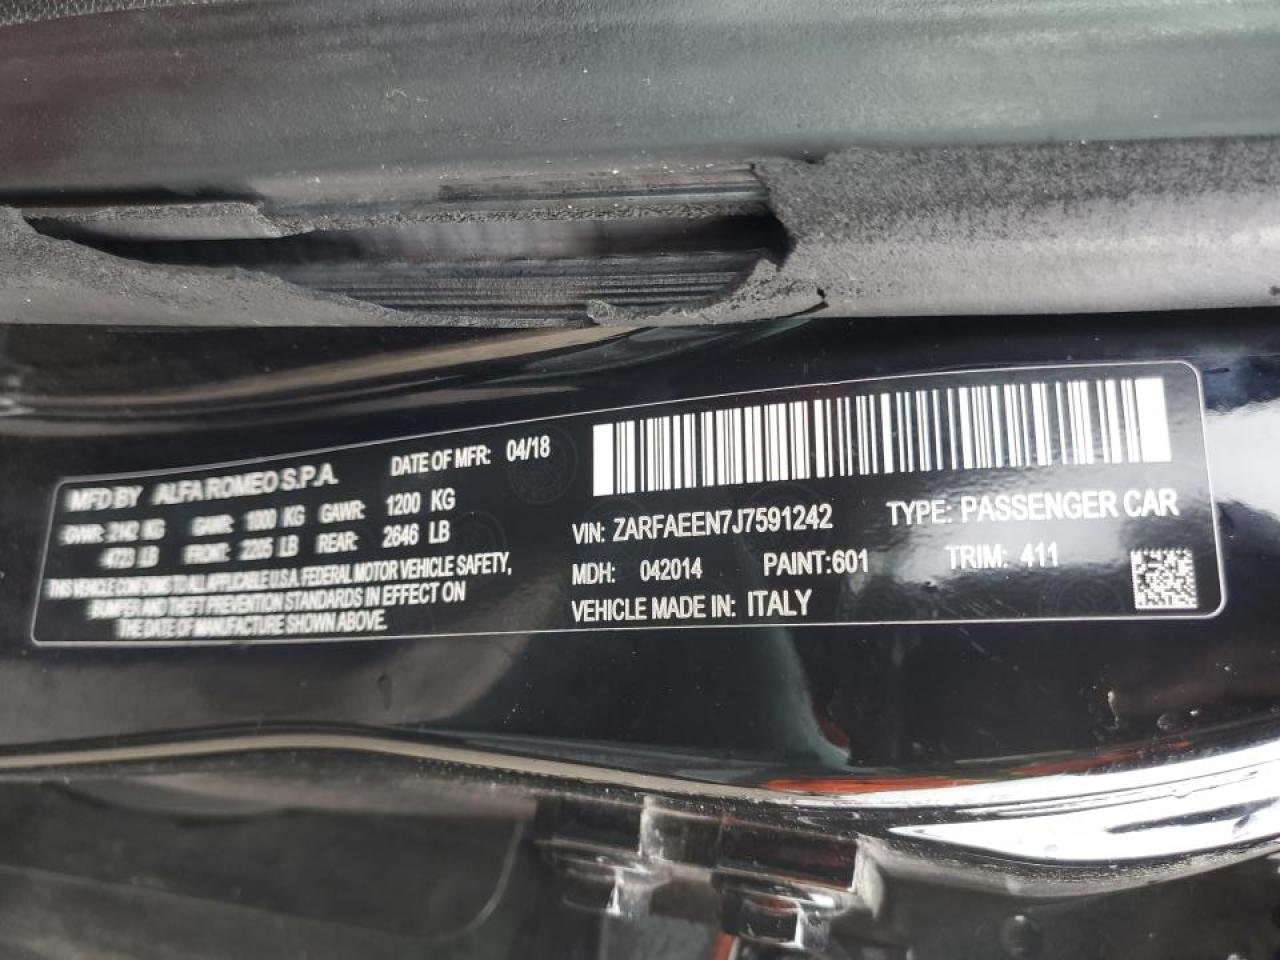 MFD BY ALFA ROMEO S.P.A. DATE OF MFR: 04/18
GVWR: 2142 KG GAWR: 1000 KG GAWR: 1200 KG
4723 LB FRONT: 2205 LB REAR: 2646 LB
THIS VEHICLE CONFORMS TO ALL APPLICABLE U.S.A. FEDERAL MOTOR VEHICLE SAFETY,
BUMPER AND THEFT PREVENTION STANDARDS IN EFFECT ON
THE DATE OF MANUFACTURE SHOWN ABOVE.
VIN: ZARFAEEN7J7591242 TYPE: PASSENGER CAR
MDH: 042014 PAINT:601 TRIM: 411
VEHICLE MADE IN: ITALY